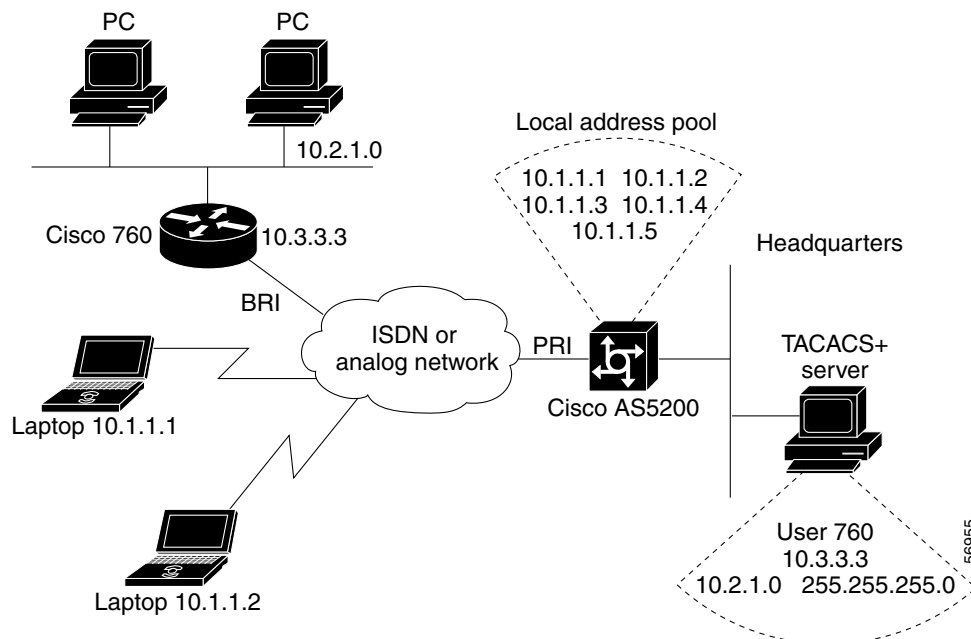 PC
PC
10.2.1.0
Cisco 760
10.3.3.3
BRI
ISDN or
analog network
PRI
Laptop 10.1.1.1
Laptop 10.1.1.2
Local address pool
10.1.1.1 10.1.1.2
10.1.1.3 10.1.1.4
10.1.1.5
Cisco AS5200
Headquarters
TACACS+
server
User 760
10.3.3.3
10.2.1.0 255.255.255.0
56955